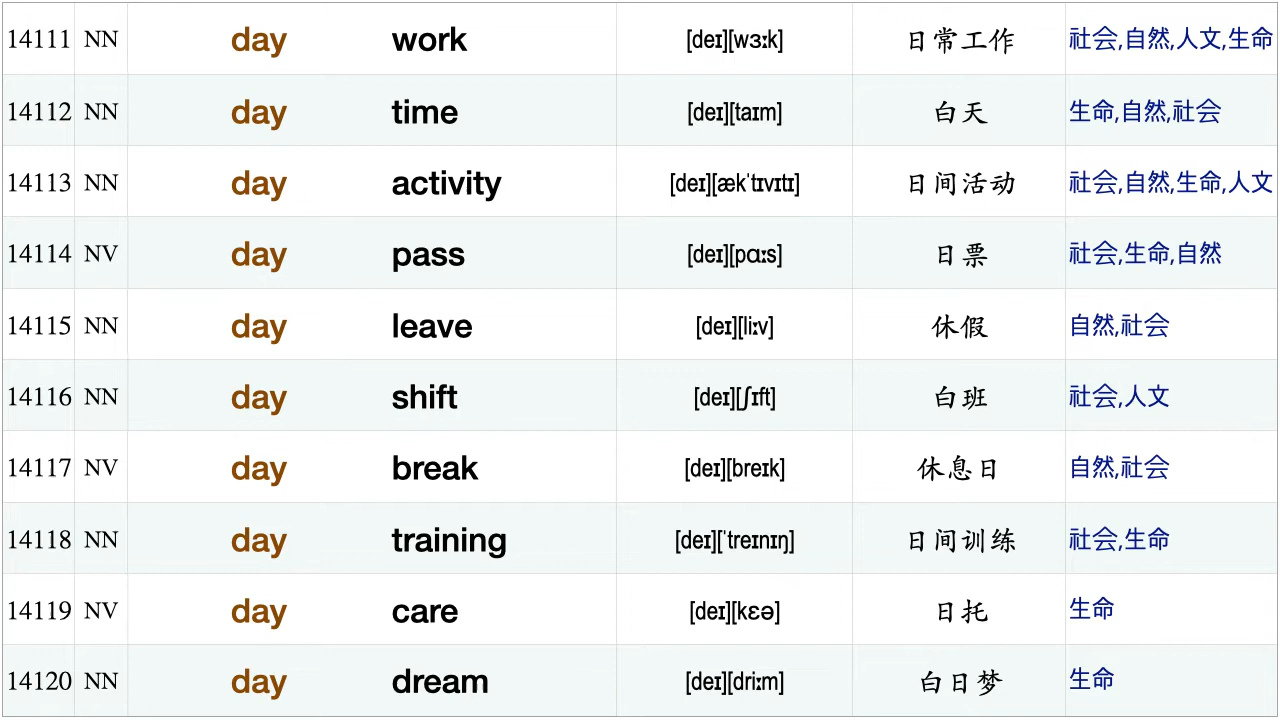 14111 NN day work [deɪ][wɜːk] 日常工作 社会,自然,人文,生命
14112 NN day time [deɪ][taɪm] 白天 生命,自然,社会
14113 NN day activity [deɪ][ækˈtɪvɪtɪ] 日间活动 社会,自然,生命,人文
14114 NV day pass [deɪ][pɑːs] 日票 社会,生命,自然
14115 NN day leave [deɪ][liːv] 休假 自然,社会
14116 NN day shift [deɪ][ʃɪft] 白班 社会,人文
14117 NV day break [deɪ][breɪk] 休息日 自然,社会
14118 NN day training [deɪ][ˈtreɪnɪŋ] 日间训练 社会,生命
14119 NV day care [deɪ][kɛə] 日托 生命
14120 NN day dream [deɪ][driːm] 白日梦 生命